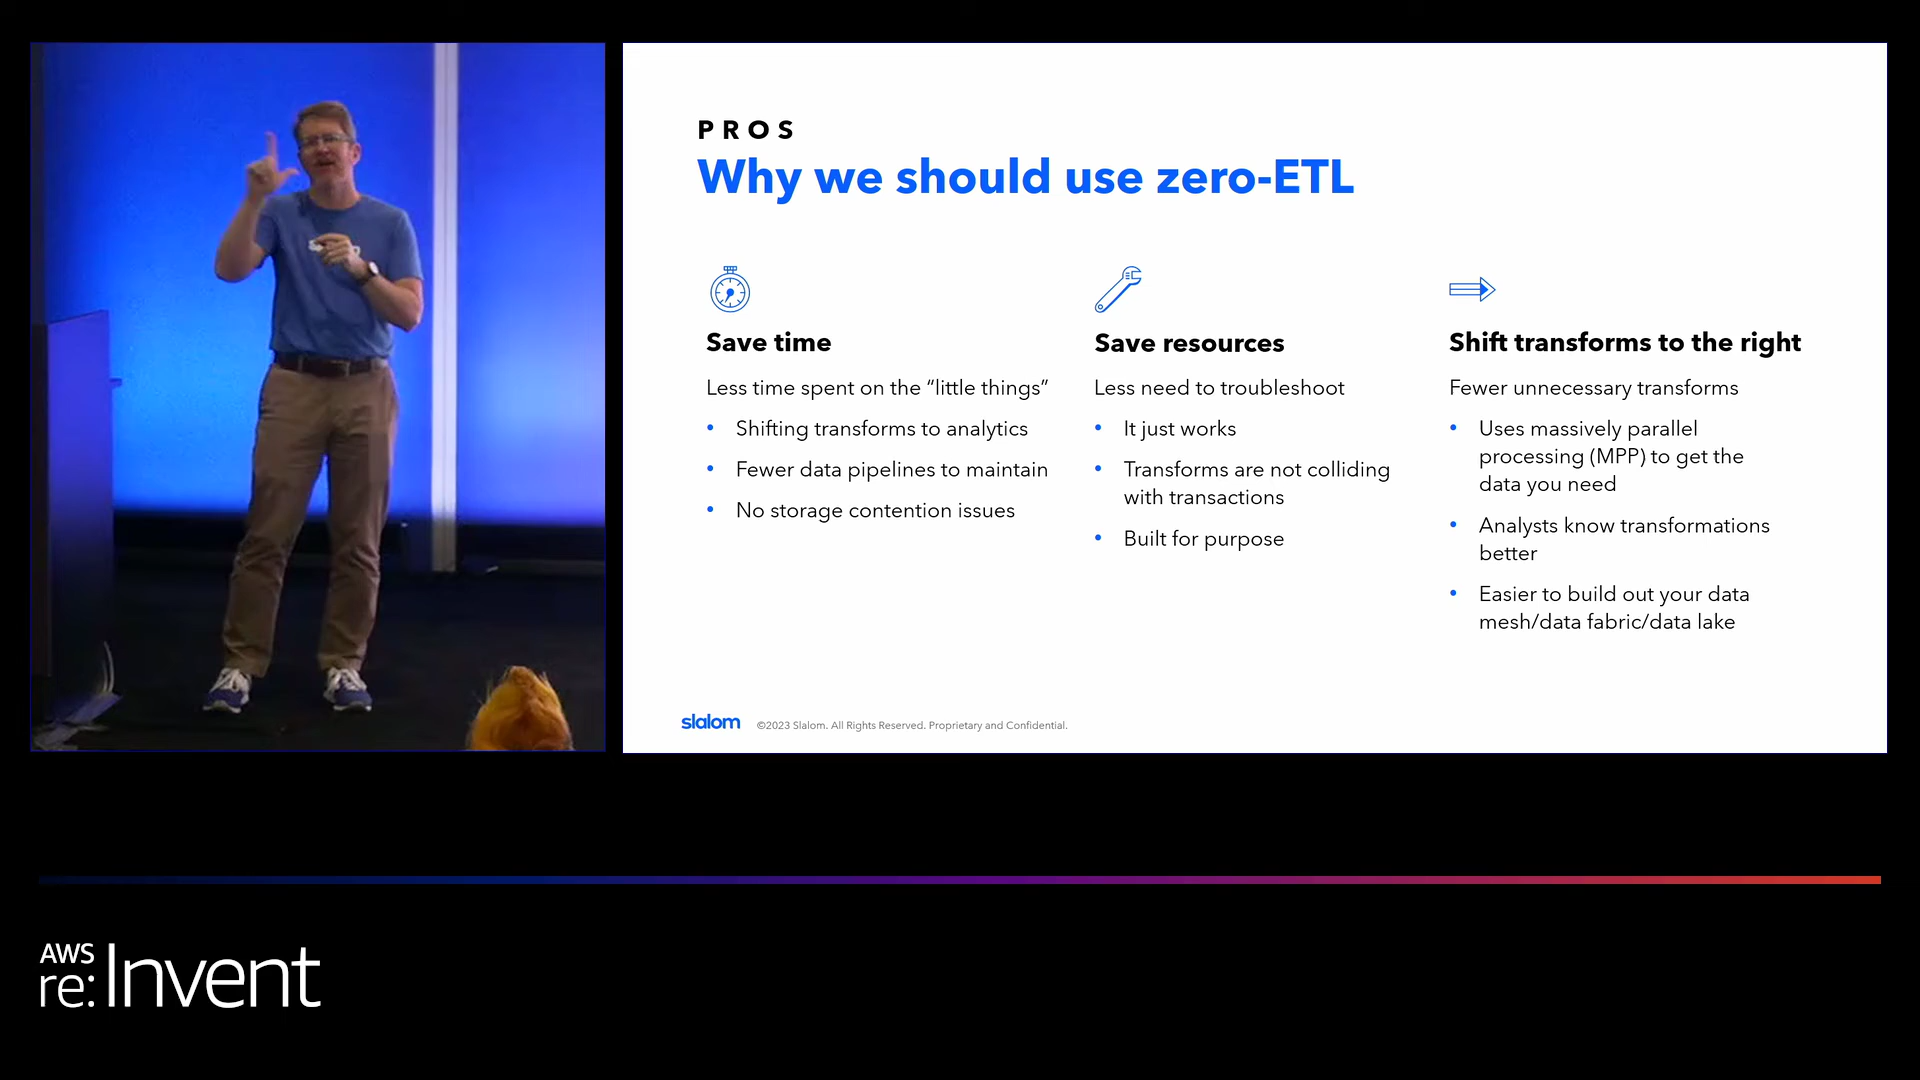 PROS
Why we should use zero-ETL
Save time
Less time spent on the “little things”
• Shifting transforms to analytics
• Fewer data pipelines to maintain
• No storage contention issues
Save resources
Less need to troubleshoot
• It just works
• Transforms are not colliding
with transactions
• Built for purpose
Shift transforms to the right
Fewer unnecessary transforms
• Uses massively parallel
processing (MPP) to get the
data you need
• Analysts know transformations
better
• Easier to build out your data
mesh/data fabric/data lake
slalom ©2023 Slalom. All Rights Reserved. Proprietary and Confidential.
AWS
re:Invent